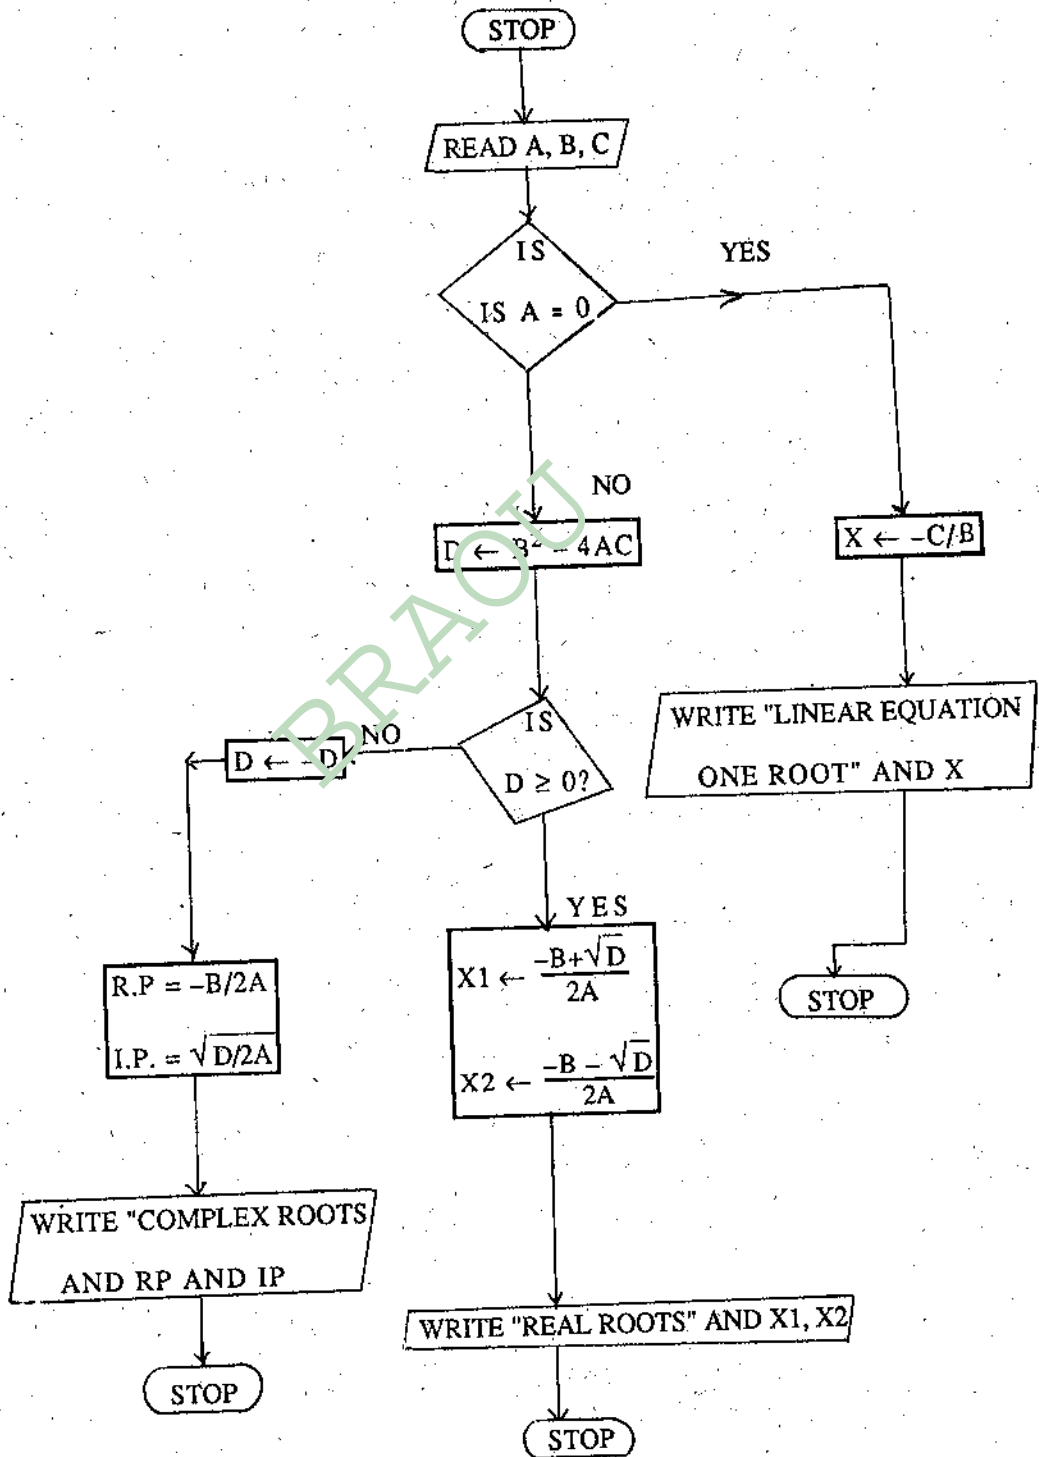 STOP
READ A, B, C
IS
IS A = 0
YES
NO
D ← B² - 4AC
X ← -C/B
IS
D ≥ 0?
NO
D ← -D
WRITE "LINEAR EQUATION
ONE ROOT" AND X
STOP
YES
X1 ← -B+√D
2A
X2 ← -B - √D
2A
R.P = -B/2A
I.P. = √D/2A
WRITE "COMPLEX ROOTS
AND RP AND IP
STOP
WRITE "REAL ROOTS" AND X1, X2
STOP
BRAOU